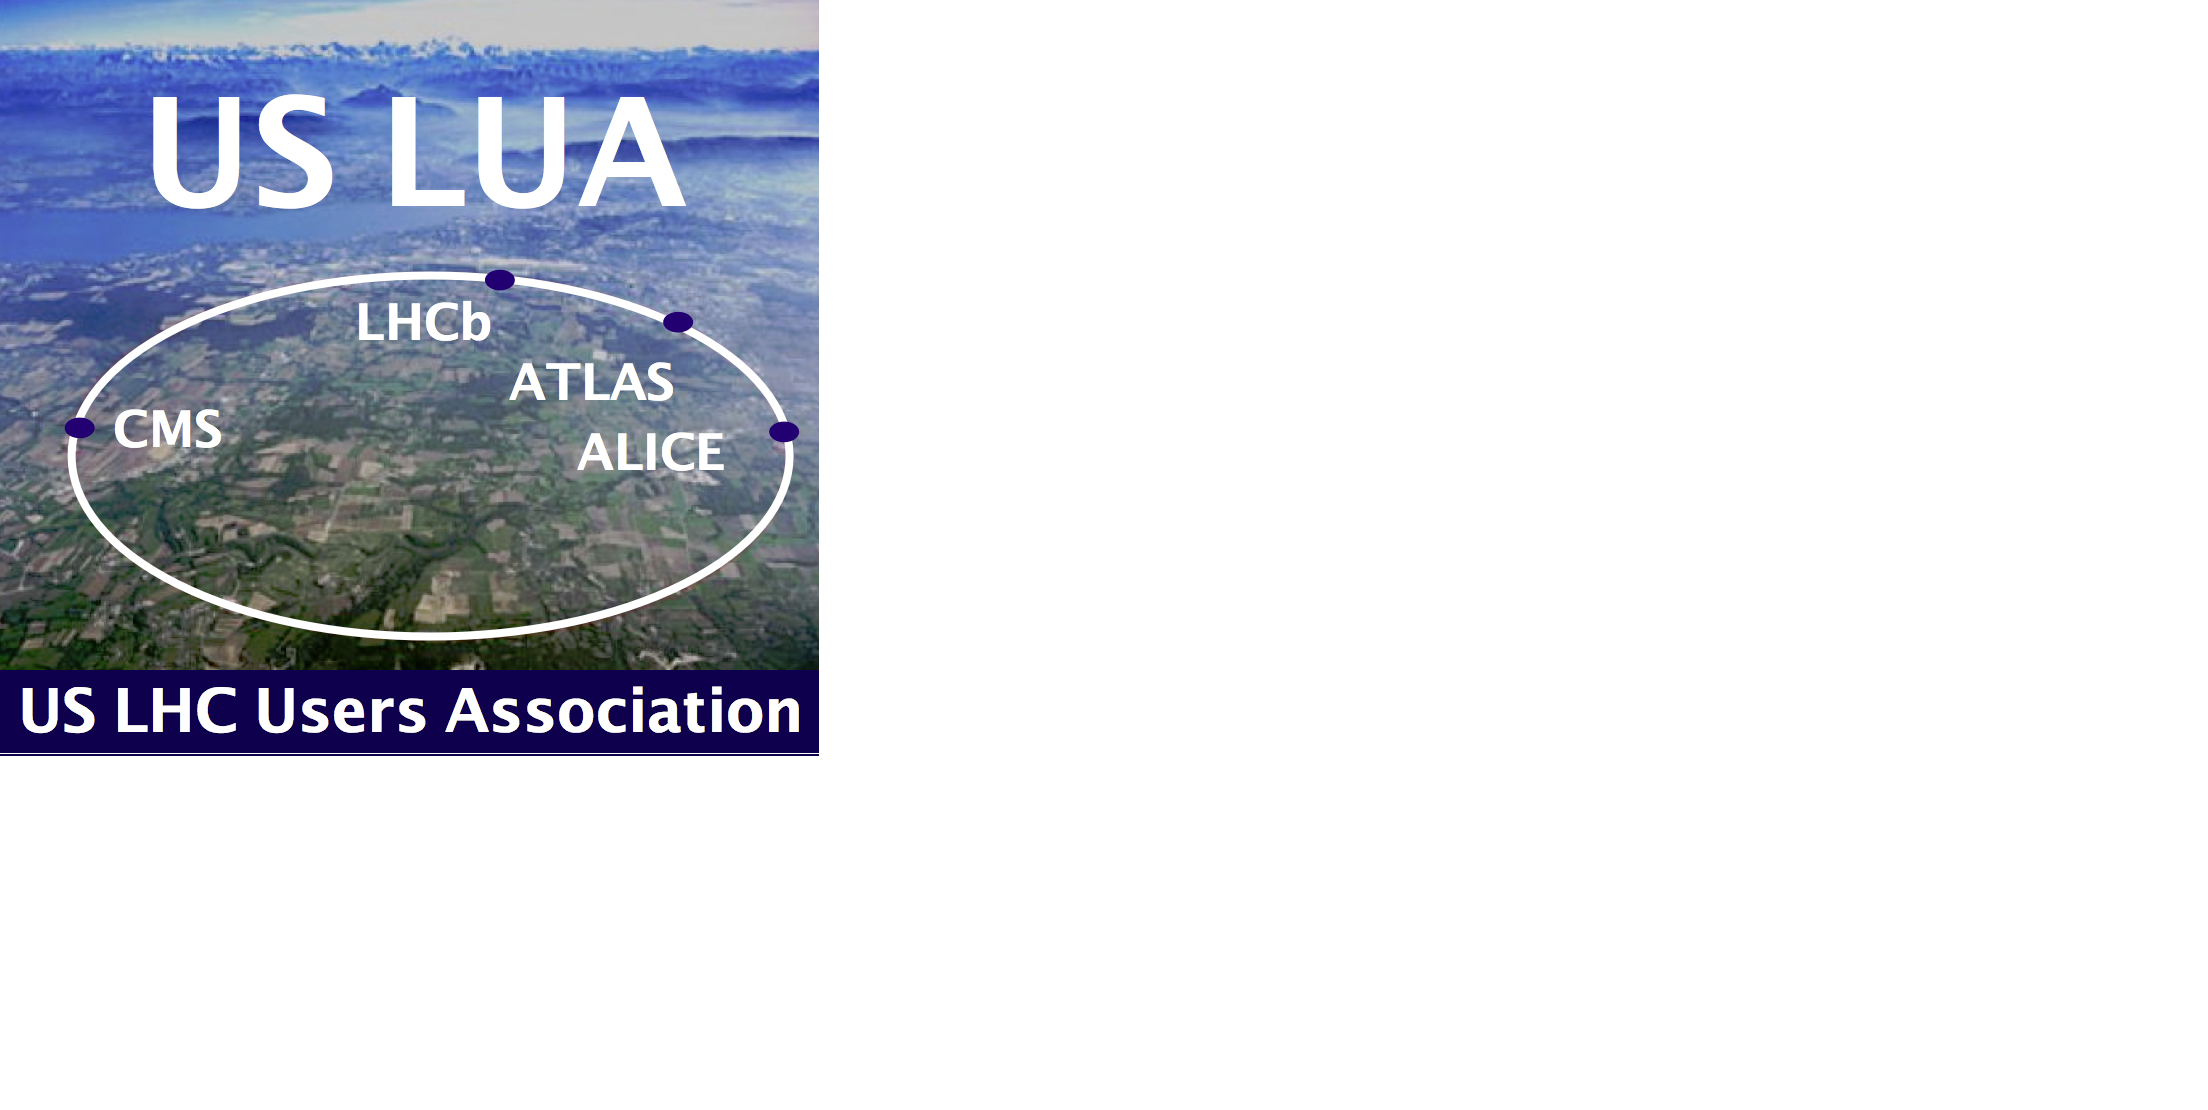 US LUA
LHCb
ATLAS
CMS
ALICE
US LHC Users Association